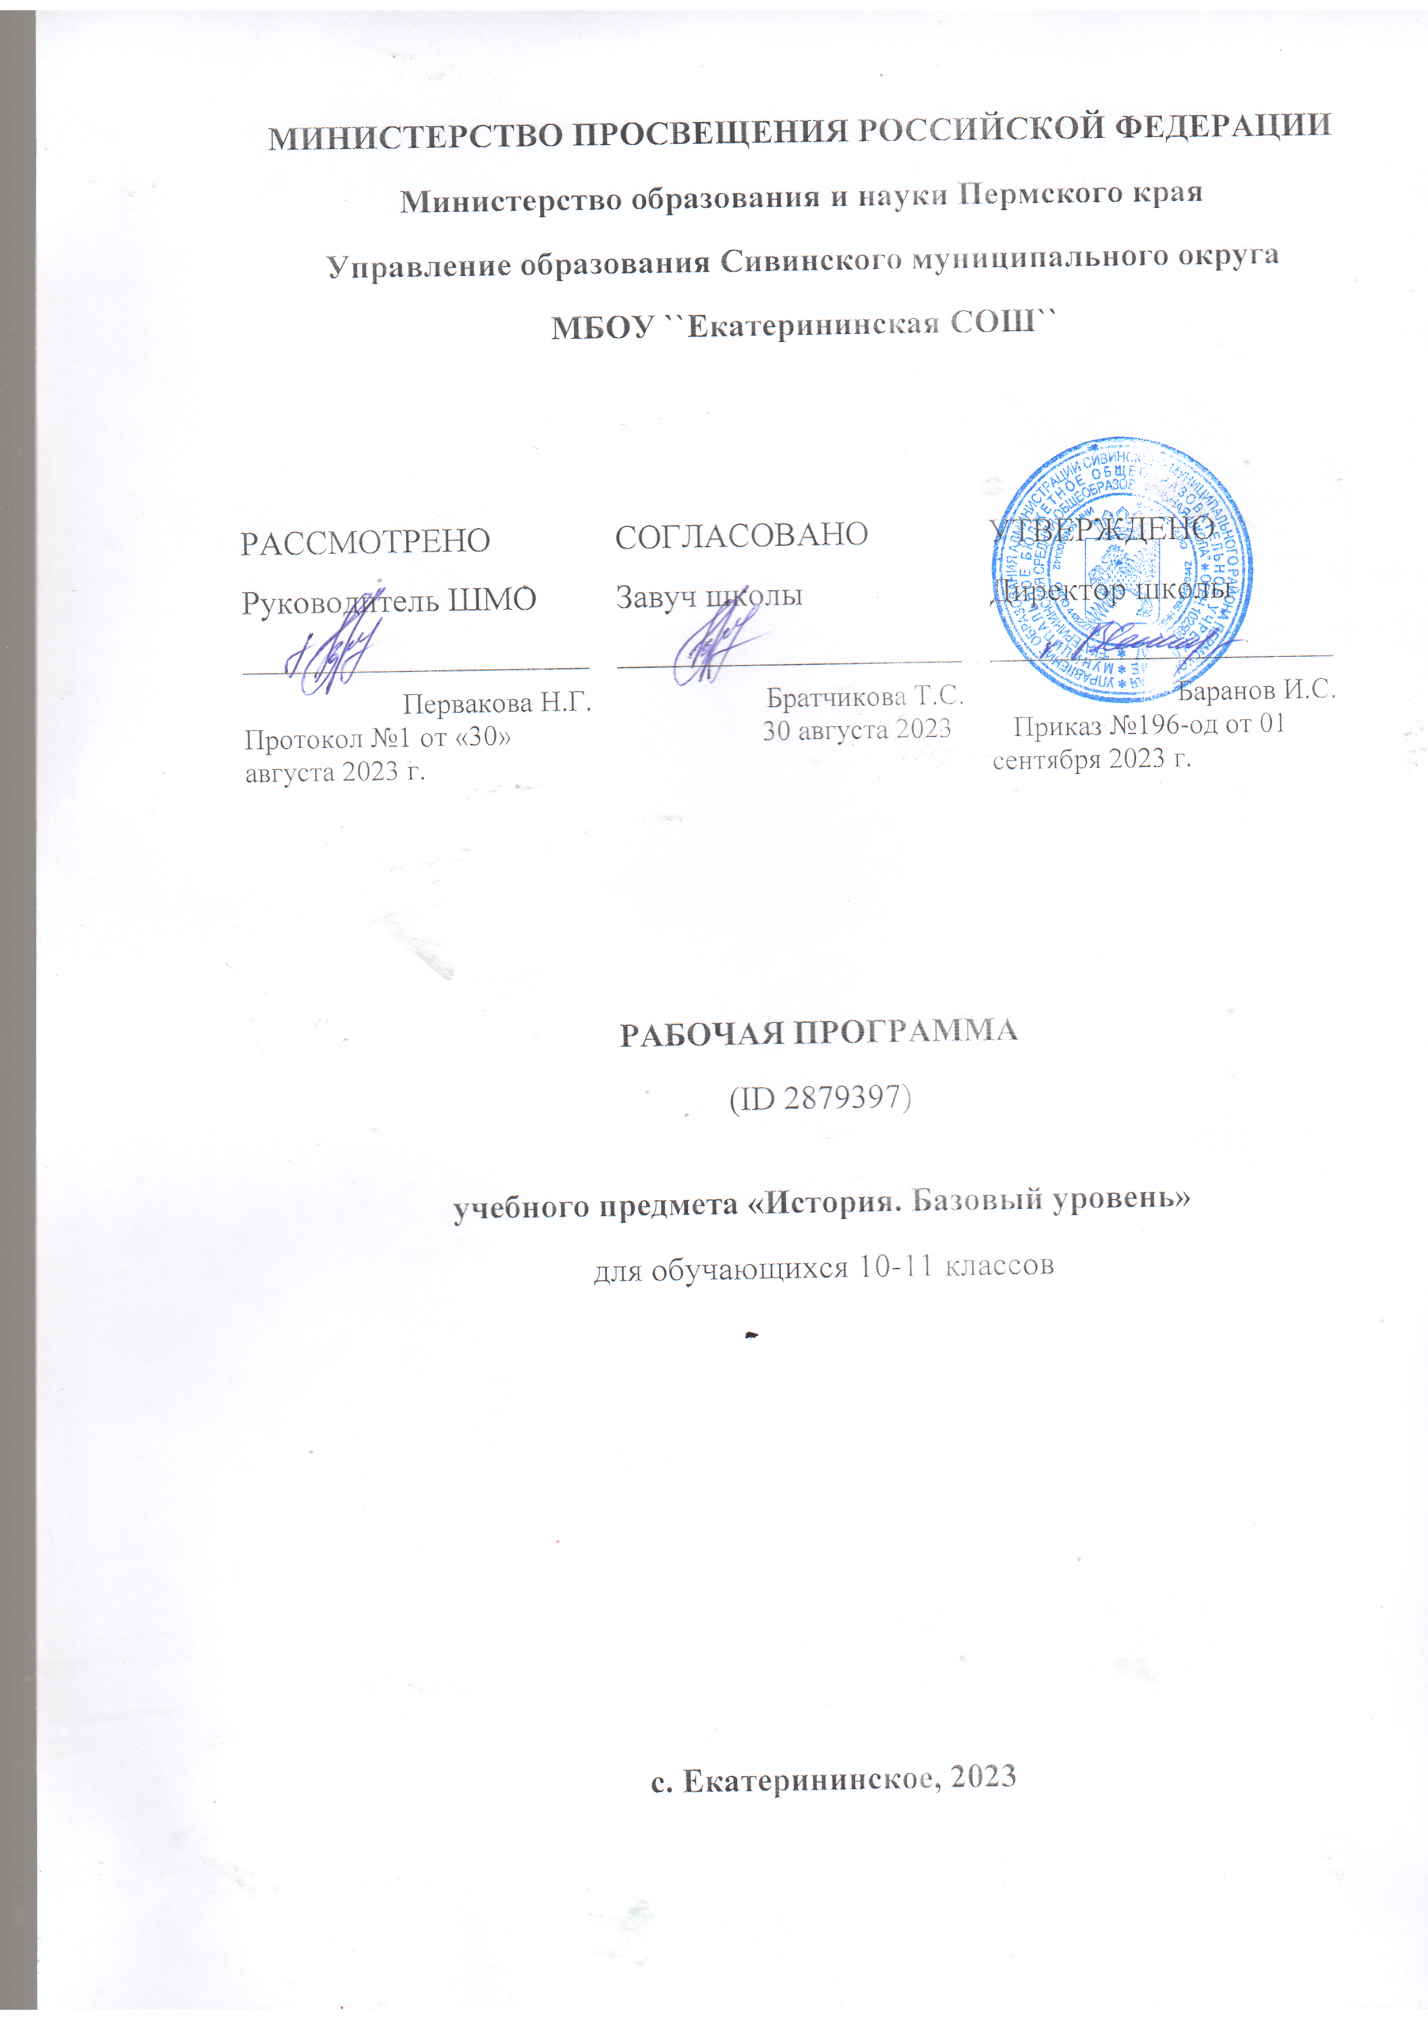 МИНИСТЕРСТВО ПРОСВЕЩЕНИЯ РОССИЙСКОЙ ФЕДЕРАЦИИ
Министерство образования и науки Пермского края
Управление образования Сивинского муниципального округа
МБОУ ``Екатерининская СОШ``
РАССМОТРЕНО
Руководитель ШМО
Первакова Н.Г.
Протокол №1 от «30»
августа 2023 г.
СОГЛАСОВАНО
Завуч школы
Братчикова Т.С.
30 августа 2023
УТВЕРЖДЕНО
Директор школы
Баранов И.С.
Приказ №196-од от 01
сентября 2023 г.
РАБОЧАЯ ПРОГРАММА
(ID 2879397)
учебного предмета «История. Базовый уровень»
для обучающихся 10-11 классов
с. Екатерининское, 2023